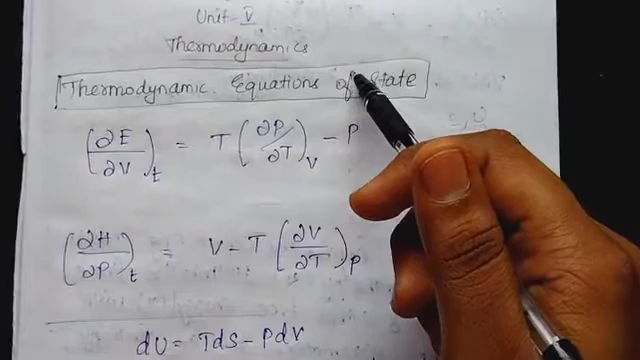 Unit - V
Thermodynamics
Thermodynamic Equations of State
(∂E/∂V)t = T (∂P/∂T)V - P
(∂H/∂P)t = V - T (∂V/∂T)P
dU = Tds - Pdv